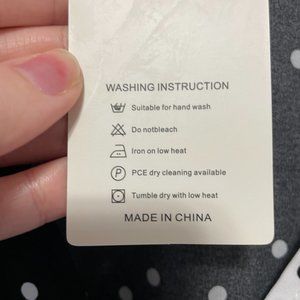 WASHING INSTRUCTION
Suitable for hand wash
Do notbleach
Iron on low heat
P PCE dry cleaning available
Tumble dry with low heat
MADE IN CHINA